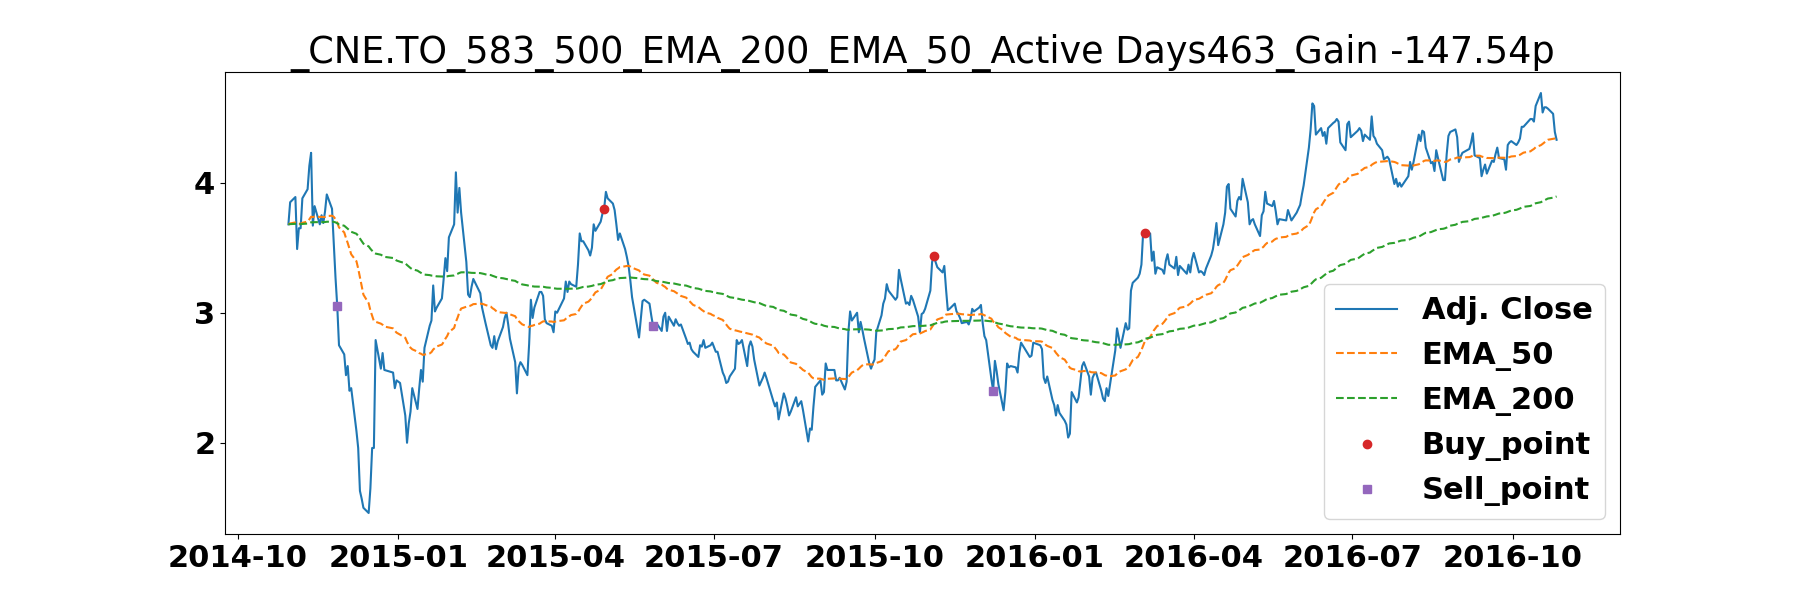 _CNE.TO_583_500_EMA_200_EMA_50_Active Days463_Gain -147.54p
4
3
2
Adj. Close
EMA_50
EMA_200
Buy_point
Sell_point
2014-10 2015-01 2015-04 2015-07 2015-10 2016-01 2016-04 2016-07 2016-10